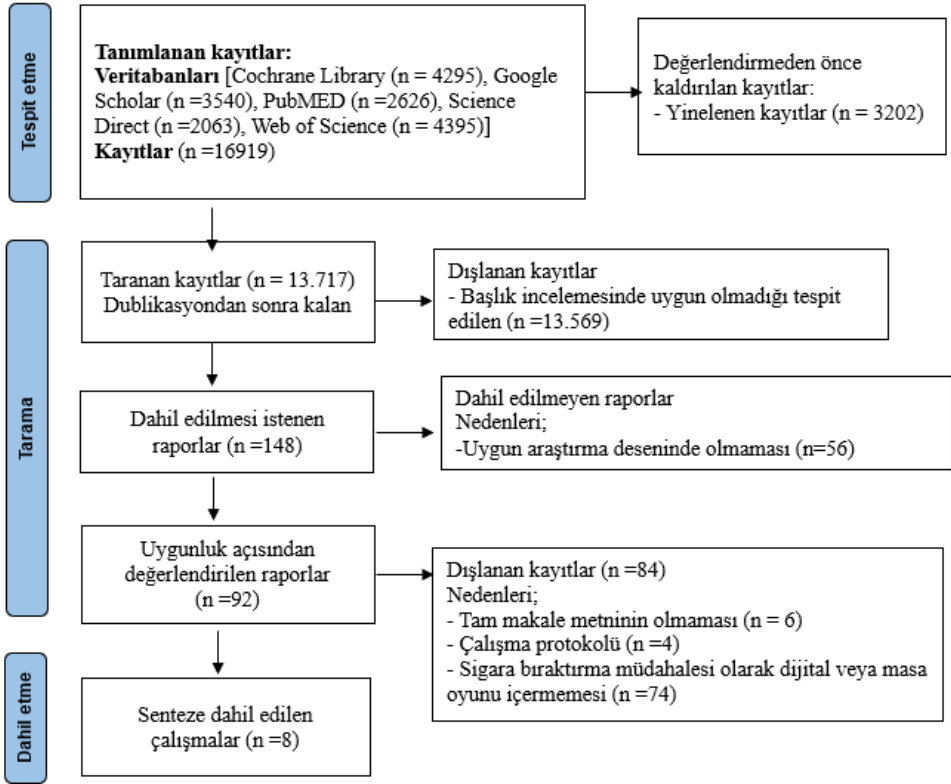 Tespit etme
Tanımlanan kayıtlar:
Veritabanları [Cochrane Library (n = 4295), Google
Scholar (n =3540), PubMED (n =2626), Science
Direct (n =2063), Web of Science (n = 4395)]
Kayıtlar (n =16919)
Değerlendirmeden önce
kaldırılan kayıtlar:
- Yinelenen kayıtlar (n = 3202)
Tarama
Taranan kayıtlar (n = 13.717)
Dublikasyondan sonra kalan
Dışlanan kayıtlar
- Başlık incelemesinde uygun olmadığı tespit
edilen (n =13.569)
Dahil edilmesi istenen
raporlar (n =148)
Dahil edilmeyen raporlar
Nedenleri;
-Uygun araştırma deseninde olmaması (n=56)
Uygunluk açısından
değerlendirilen raporlar
(n =92)
Dışlanan kayıtlar (n =84)
Nedenleri;
- Tam makale metninin olmaması (n = 6)
- Çalışma protokolü (n =4)
- Sigara bıraktırma müdahalesi olarak dijital veya masa
oyunu içermemesi (n =74)
Dahil etme
Senteze dahil edilen
çalışmalar (n =8)